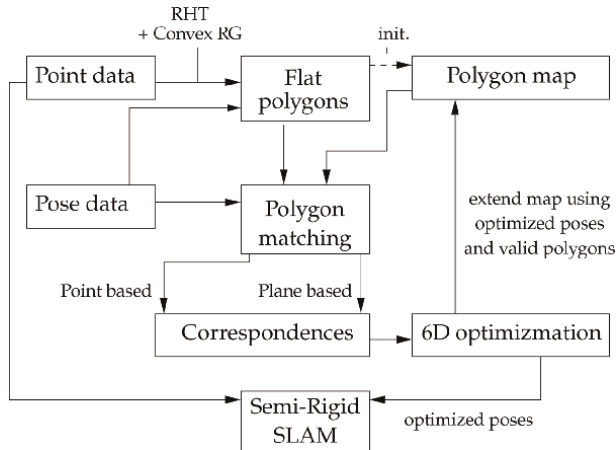 RHT
+ Convex RG
init.
Point data
Flat
polygons
Polygon map
Pose data
Polygon
matching
extend map using
optimized poses
and valid polygons
Point based
Plane based
Correspondences
6D optimizmation
Semi-Rigid
SLAM
optimized poses